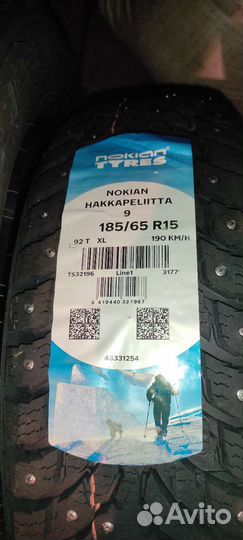 nokian
TYRES
NOKIAN
HAKKAPELIITTA
9
185/65 R15
92 T XL 190 KM/H
TS32196 Line1 3177'
6 419440 321967
48331254
Avito